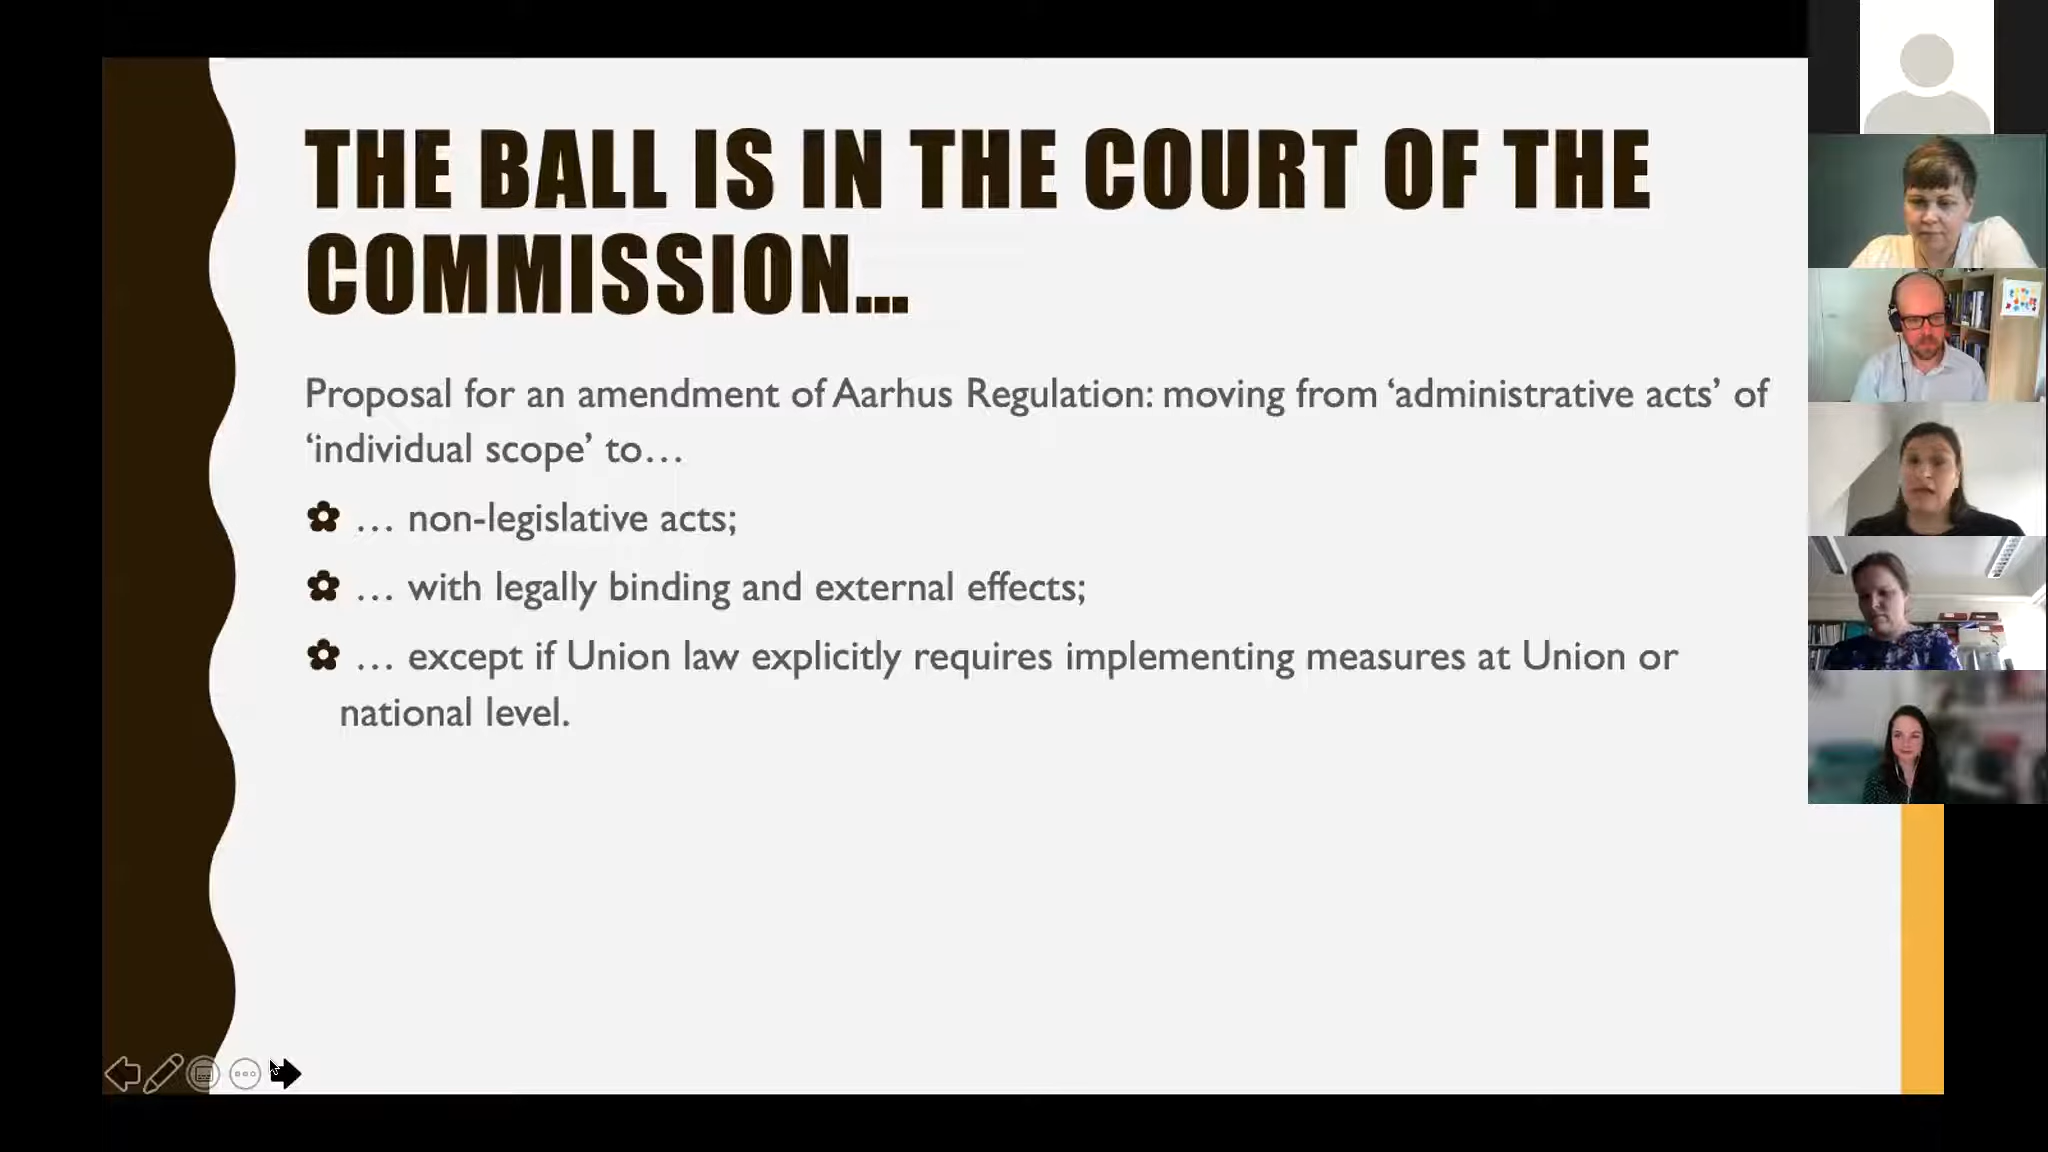 THE BALL IS IN THE COURT OF THE
COMMISSION...
Proposal for an amendment of Aarhus Regulation: moving from ‘administrative acts’ of
‘individual scope’ to…
… non-legislative acts;
… with legally binding and external effects;
… except if Union law explicitly requires implementing measures at Union or
national level.